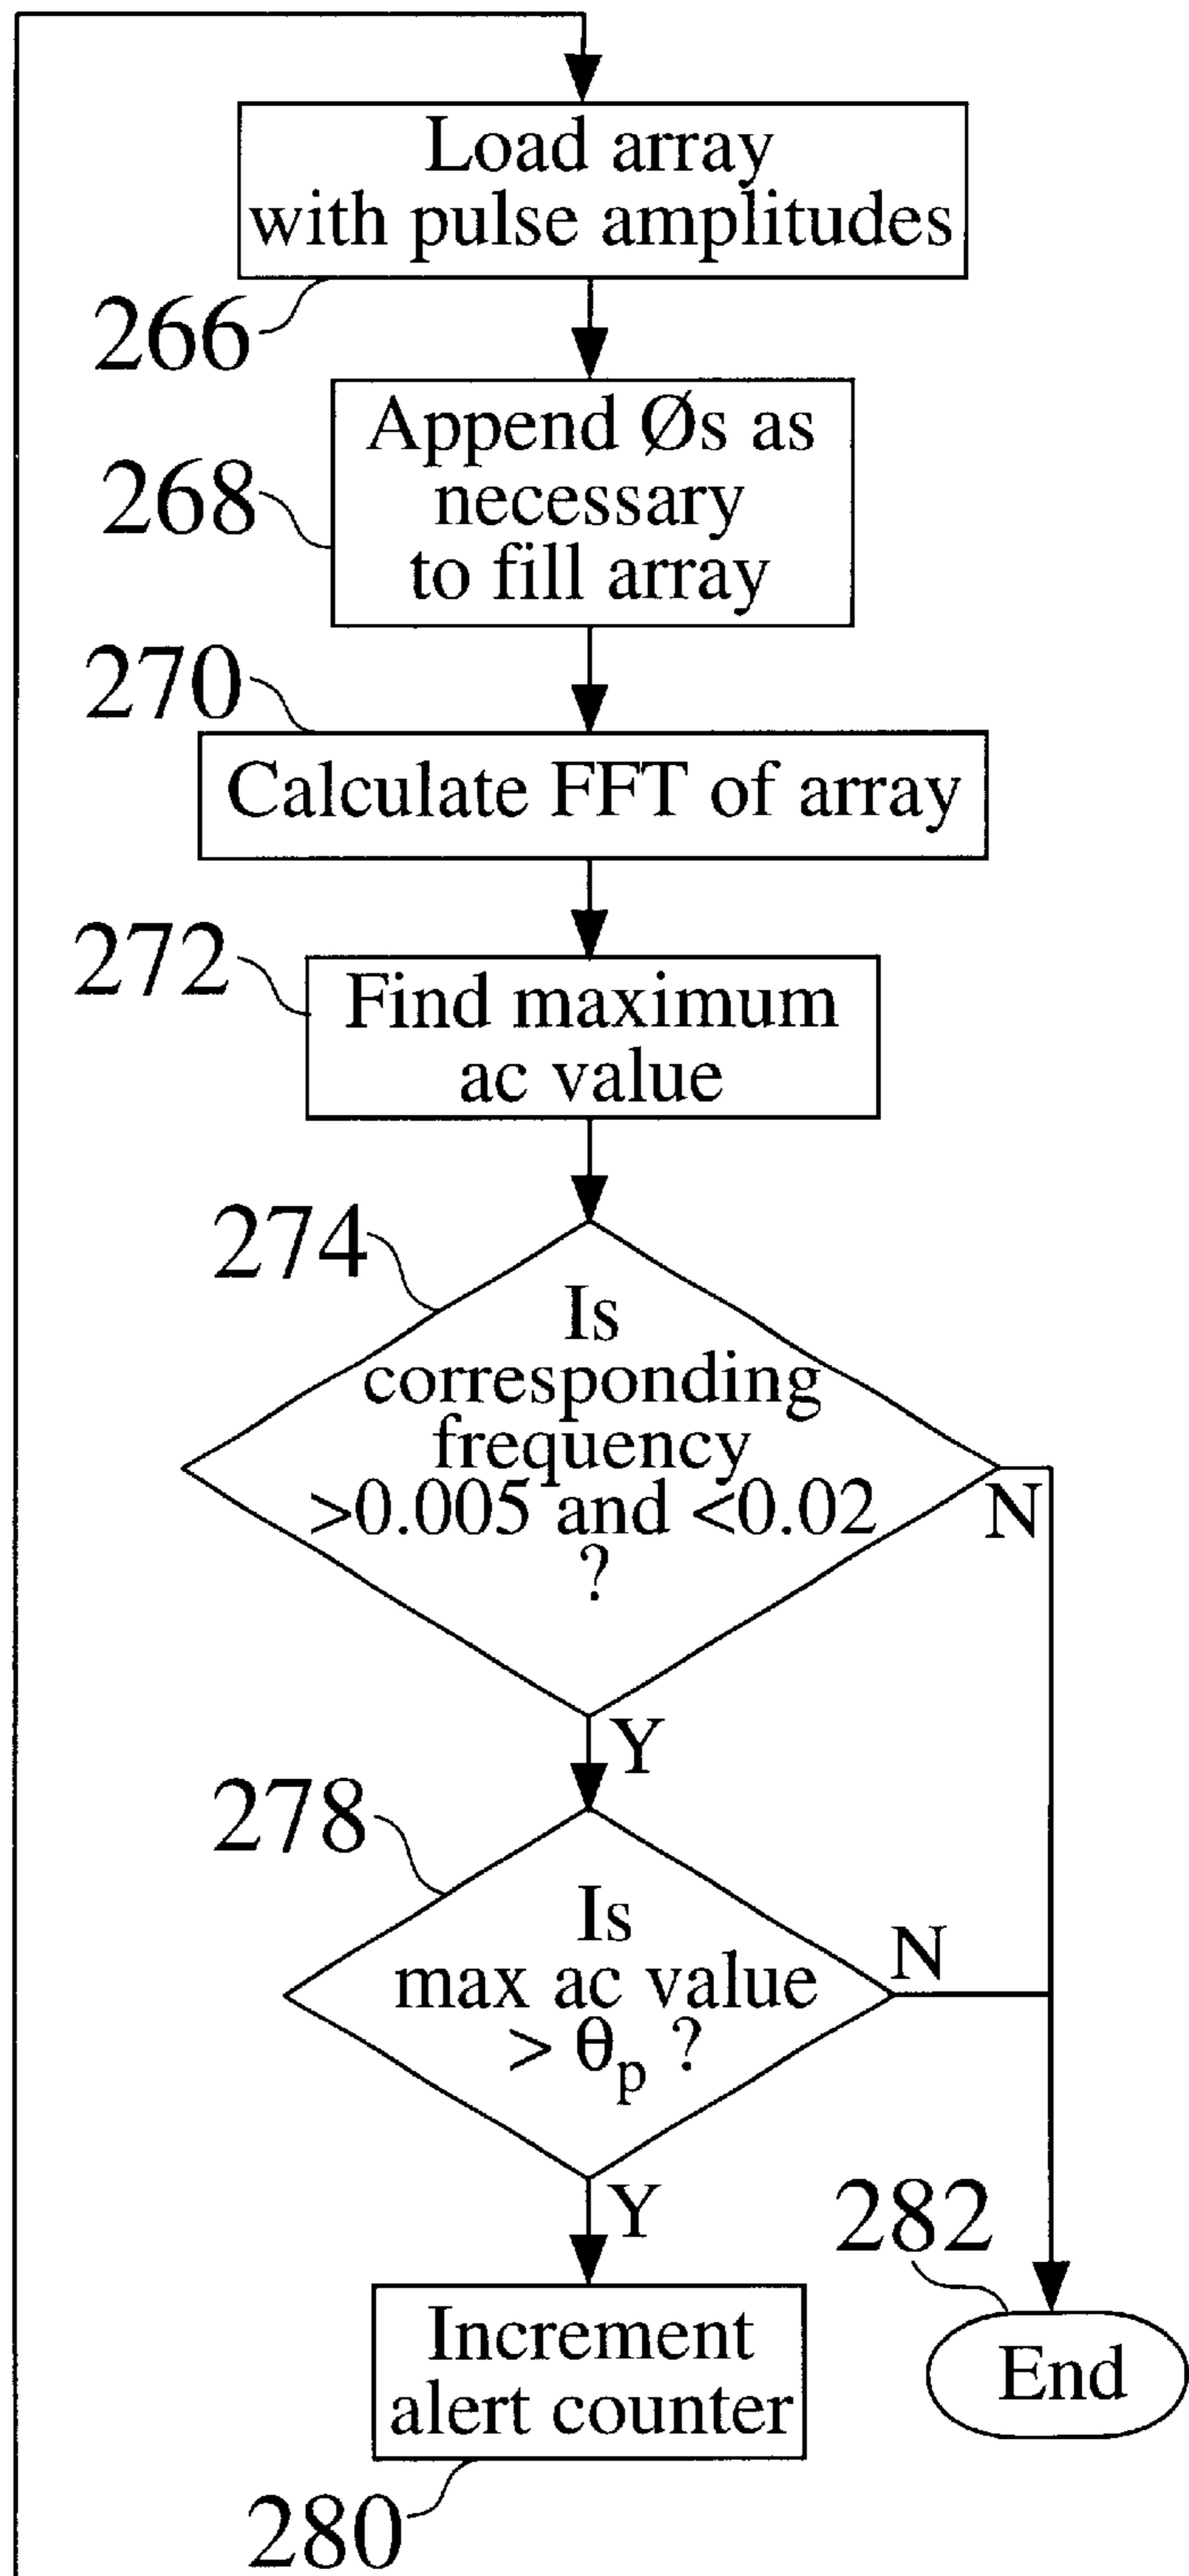 Load array
with pulse amplitudes
266
Append Øs as
necessary
to fill array
268
270
Calculate FFT of array
272
Find maximum
ac value
274
Is
corresponding
frequency
>0.005 and <0.02
?
N
Y
278
Is
max ac value
> θp ?
N
Y
282
Increment
alert counter
End
280